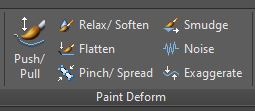 Push/
Pull
Relax/ Soften
Flatten
Pinch/ Spread
Smudge
Noise
Exaggerate
Paint Deform